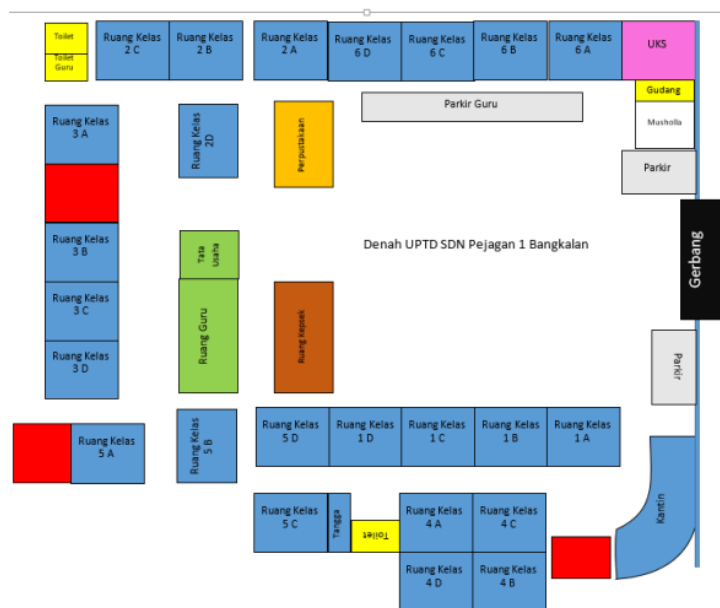 Toilet
Toilet
Guru
Ruang Kelas
2 C
Ruang Kelas
2 B
Ruang Kelas
2 A
Ruang Kelas
6 D
Ruang Kelas
6 C
Ruang Kelas
6 B
Ruang Kelas
6 A
UKS
Gudang
Musholla
Parkir Guru
Parkir
Ruang Kelas
3 A
Ruang Kelas
2D
Perpustakaan
Denah UPTD SDN Pejagan 1 Bangkalan
Gerbang
Ruang Kelas
3 B
Ruang Kelas
3 C
Ruang Kelas
3 D
Tata
Usaha
Ruang Guru
Ruang Kepsek
Parkir
Ruang Kelas
5 A
Ruang Kelas
5 B
Ruang Kelas
5 D
Ruang Kelas
1 D
Ruang Kelas
1 C
Ruang Kelas
1 B
Ruang Kelas
1 A
Kantin
Ruang Kelas
5 C
Tangga
Toilet
Ruang Kelas
4 A
Ruang Kelas
4 C
Ruang Kelas
4 D
Ruang Kelas
4 B